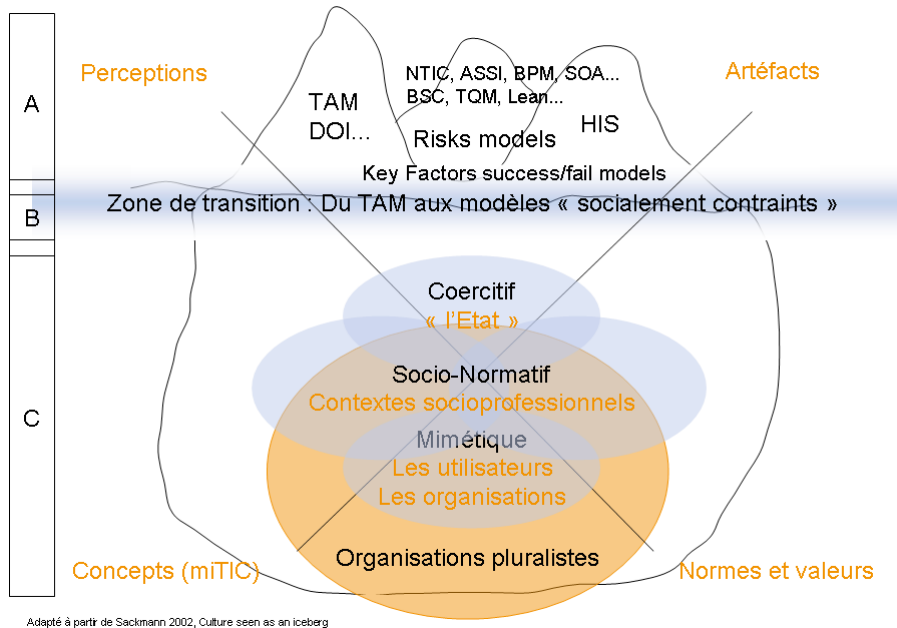 Perceptions
NTIC, ASSI, BPM, SOA...
BSC, TQM, Lean...
Artéfacts
A
TAM
DOI...
Risks models
HIS
Key Factors success/fail models
B
Zone de transition : Du TAM aux modèles « socialement contraints »
Coercitif
« l'Etat »
Socio-Normatif
Contextes socioprofessionnels
C
Mimétique
Les utilisateurs
Les organisations
Organisations pluralistes
Concepts (miTIC)
Normes et valeurs
Adapté à partir de Sackmann 2002, Culture seen as an iceberg